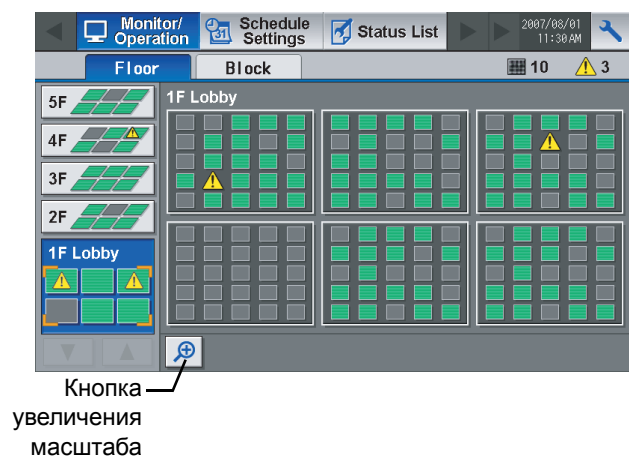 Monitor/
Operation
31
Schedule
Settings
Status List
2007/08/01
11:30AM
Floor
Block
10
3
5F
1F Lobby
4F
3F
2F
1F Lobby
Кнопка
увеличения
масштаба